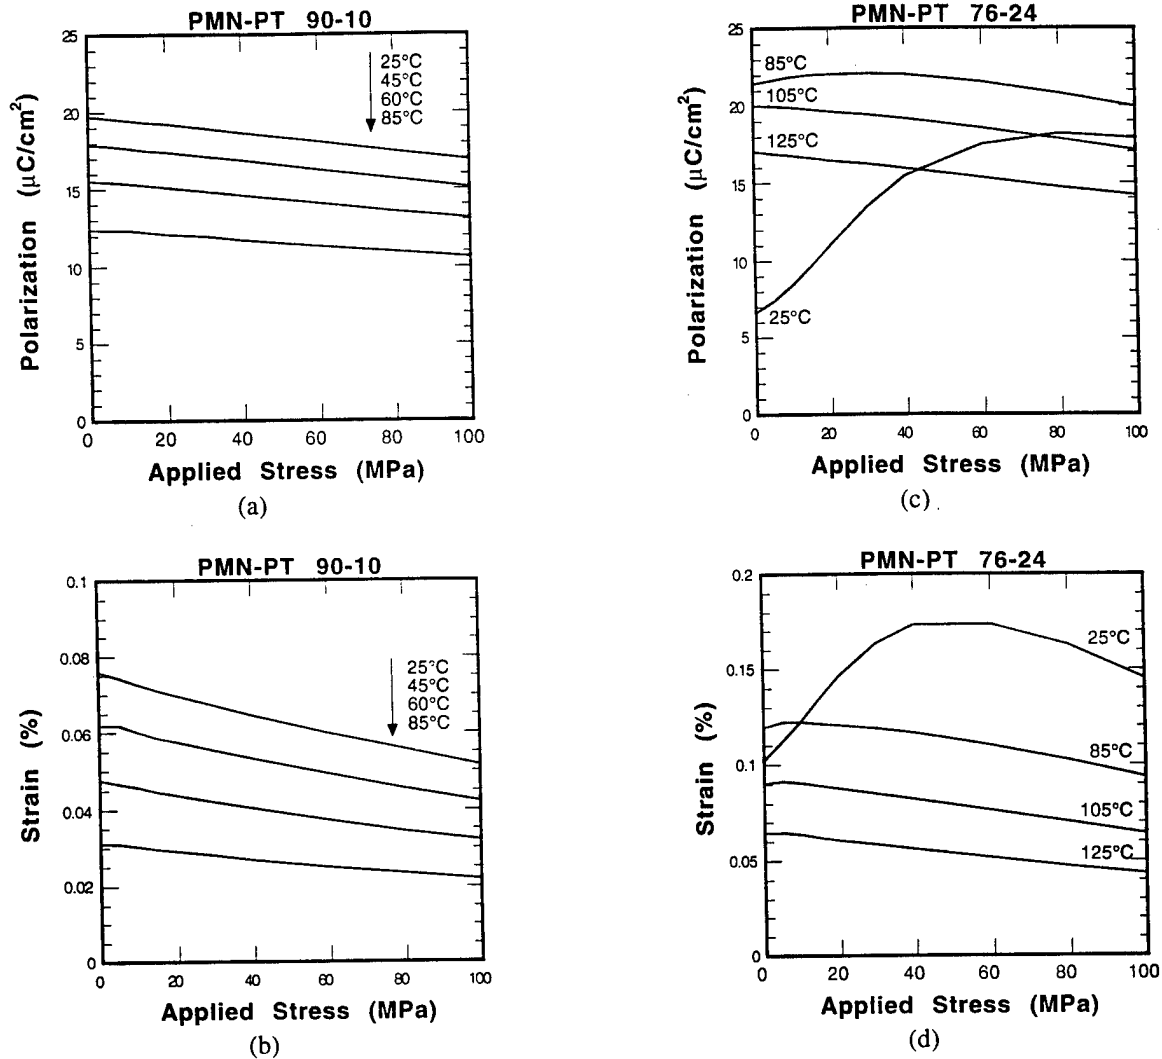 PMN-PT 90-10
25
20
15
10
5
0
Polarization (μC/cm²)
25°C
45°C
60°C
85°C
0 20 40 60 80 100
Applied Stress (MPa)
(a)
PMN-PT 76-24
25
20
15
10
5
0
Polarization (μC/cm²)
85°C
105°C
125°C
25°C
0 20 40 60 80 100
Applied Stress (MPa)
(c)
PMN-PT 90-10
0.1
0.08
0.06
0.04
0.02
0
Strain (%)
25°C
45°C
60°C
85°C
0 20 40 60 80 100
Applied Stress (MPa)
(b)
PMN-PT 76-24
0.2
0.15
0.1
0.05
0
Strain (%)
25°C
85°C
105°C
125°C
0 20 40 60 80 100
Applied Stress (MPa)
(d)